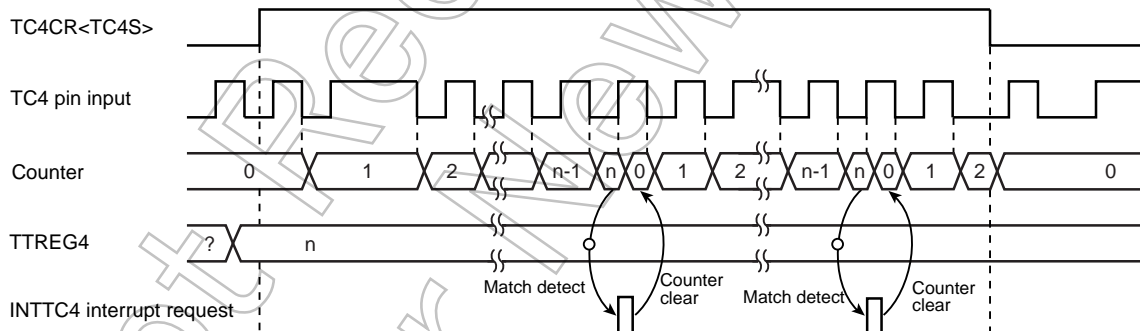 TC4CR<TC4S>
TC4 pin input
Counter 0 1 2 n-1 n 0 1 2 n-1 n 0 1 2 0
TTREG4 ? n
Match detect Counter clear Match detect Counter clear
INTTC4 interrupt request